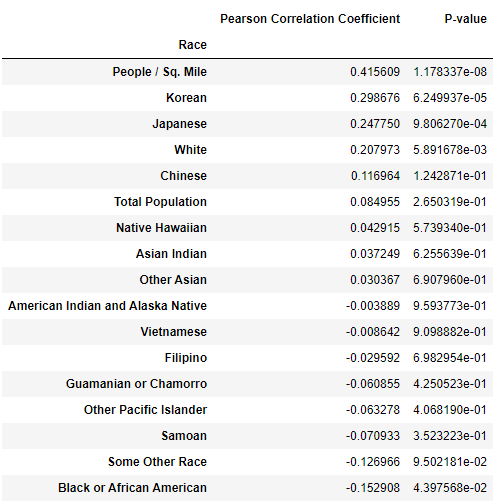 Pearson Correlation Coefficient P-value
Race
People / Sq. Mile 0.415609 1.178337e-08
Korean 0.298676 6.249937e-05
Japanese 0.247750 9.806270e-04
White 0.207973 5.891678e-03
Chinese 0.116964 1.242871e-01
Total Population 0.084955 2.650319e-01
Native Hawaiian 0.042915 5.739340e-01
Asian Indian 0.037249 6.255639e-01
Other Asian 0.030367 6.907960e-01
American Indian and Alaska Native -0.003889 9.593773e-01
Vietnamese -0.008642 9.098882e-01
Filipino -0.029592 6.982954e-01
Guamanian or Chamorro -0.060855 4.250523e-01
Other Pacific Islander -0.063278 4.068190e-01
Samoan -0.070933 3.523223e-01
Some Other Race -0.126966 9.502181e-02
Black or African American -0.152908 4.397568e-02